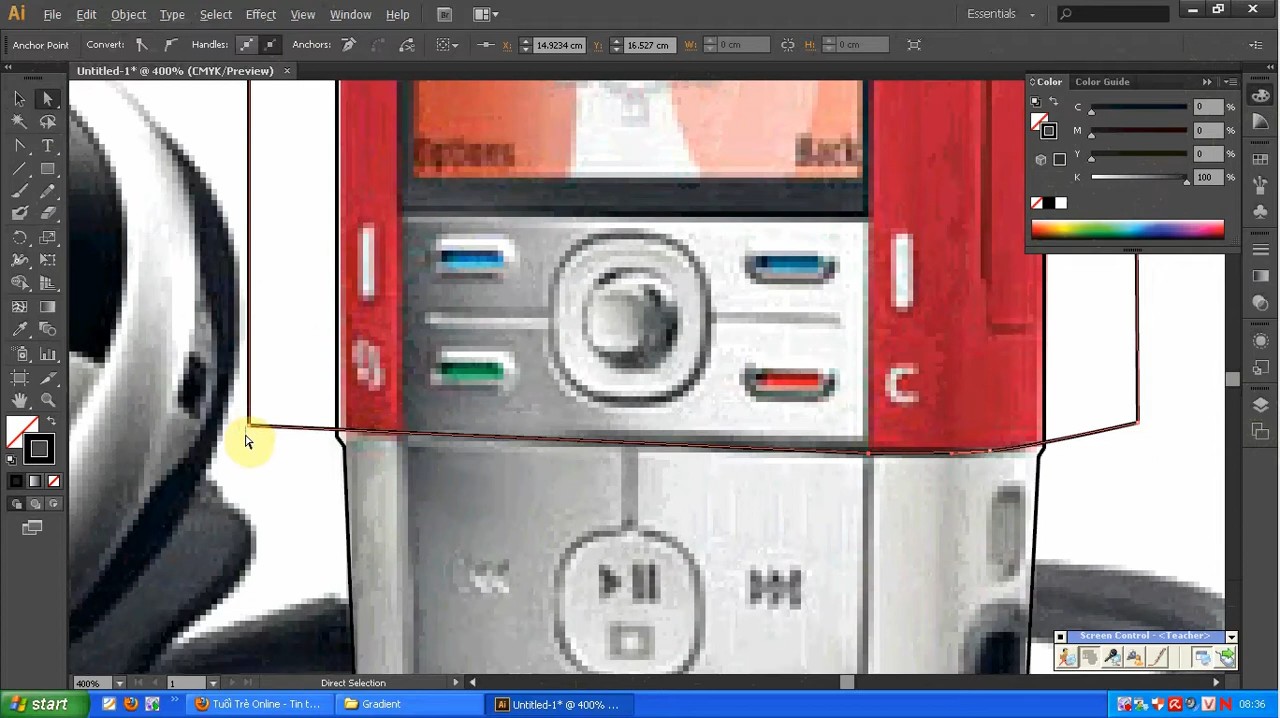 Ai File Edit Object Type Select Effect View Window Help Br Essentials
Anchor Point Convert: Handles: Anchors: X: 14.9234 cm Y: 16.527 cm W: 0 cm H: 0 cm
Untitled-1* @ 400% (CMYK/Preview) ×
Color Color Guide
C 0 %
M 0 %
Y 0 %
K 100 %
Options Back
C
Screen Control - <Teacher>
400% 1 Direct Selection
start Tuổi Trẻ Online - Tin t... Gradient Ai Untitled-1* @ 400% ... 08:36